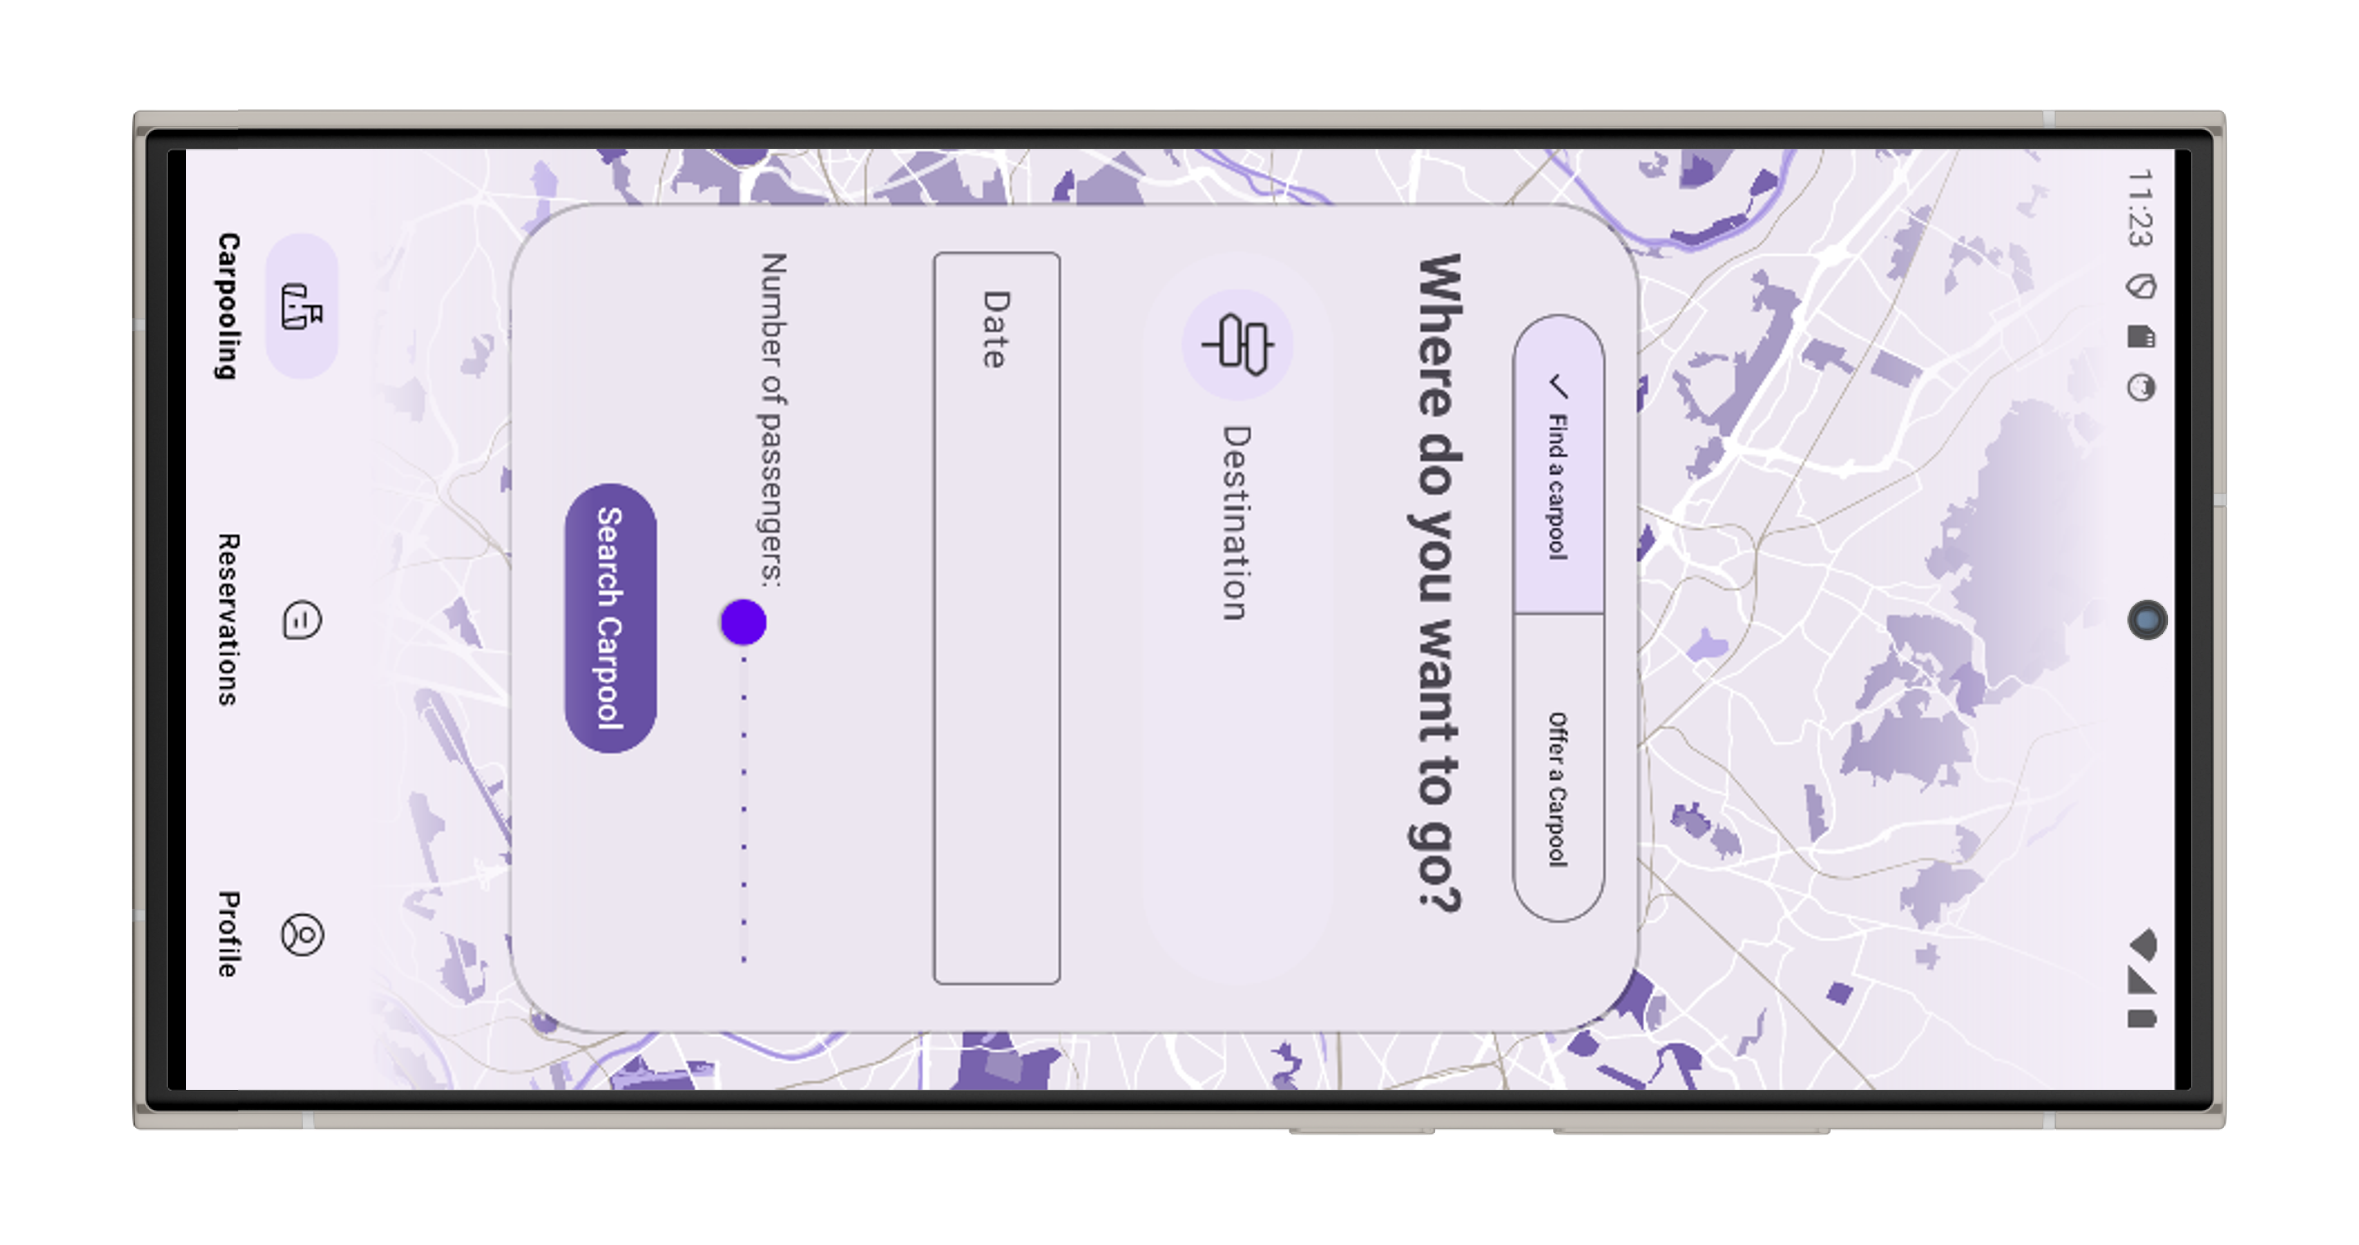 11:23
Find a carpool
Offer a Carpool
Where do you want to go?
Destination
Date
Number of passengers:
Search Carpool
Carpooling
Reservations
Profile